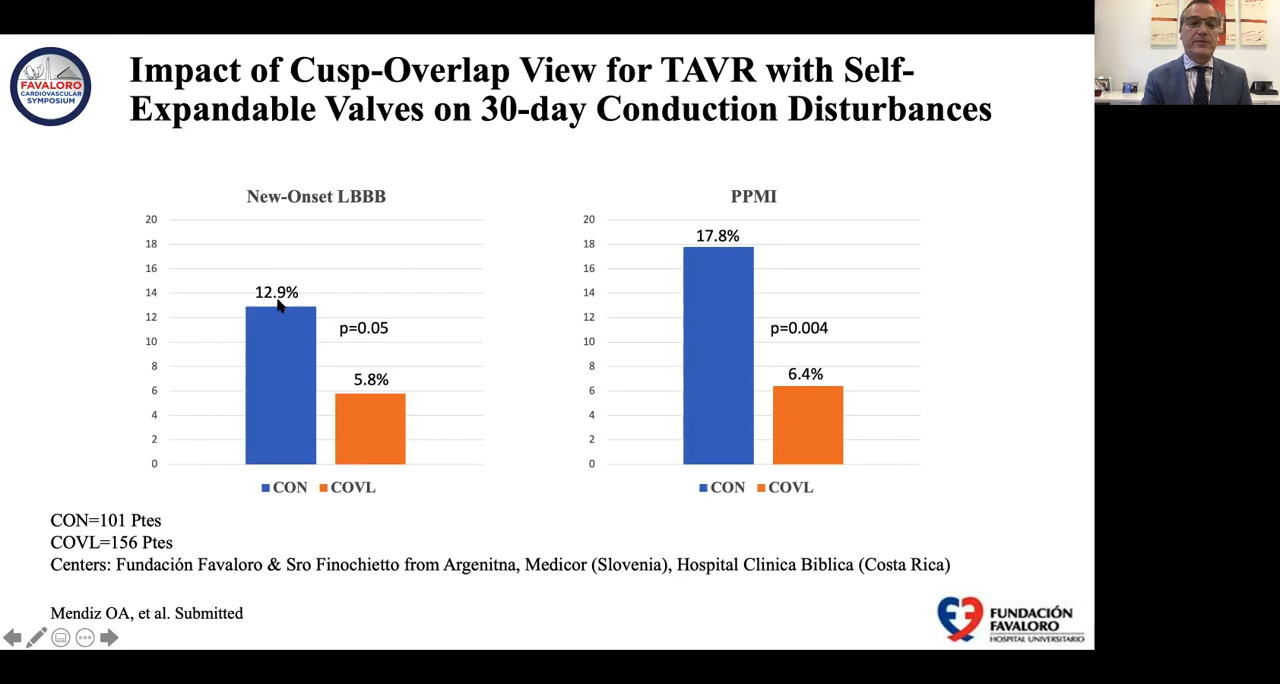 FAVALORO
CARDIOVASCULAR
SYMPOSIUM
Impact of Cusp-Overlap View for TAVR with Self-
Expandable Valves on 30-day Conduction Disturbances
New-Onset LBBB
20
18
16
14
12
10
8
6
4
2
0
12.9%
p=0.05
5.8%
CON COVL
PPMI
20
18
16
14
12
10
8
6
4
2
0
17.8%
p=0.004
6.4%
CON COVL
CON=101 Ptes
COVL=156 Ptes
Centers: Fundación Favaloro & Sro Finochietto from Argenitna, Medicor (Slovenia), Hospital Clinica Biblica (Costa Rica)
Mendiz OA, et al. Submitted
FUNDACIÓN
FAVALORO
HOSPITAL UNIVERSITARIO